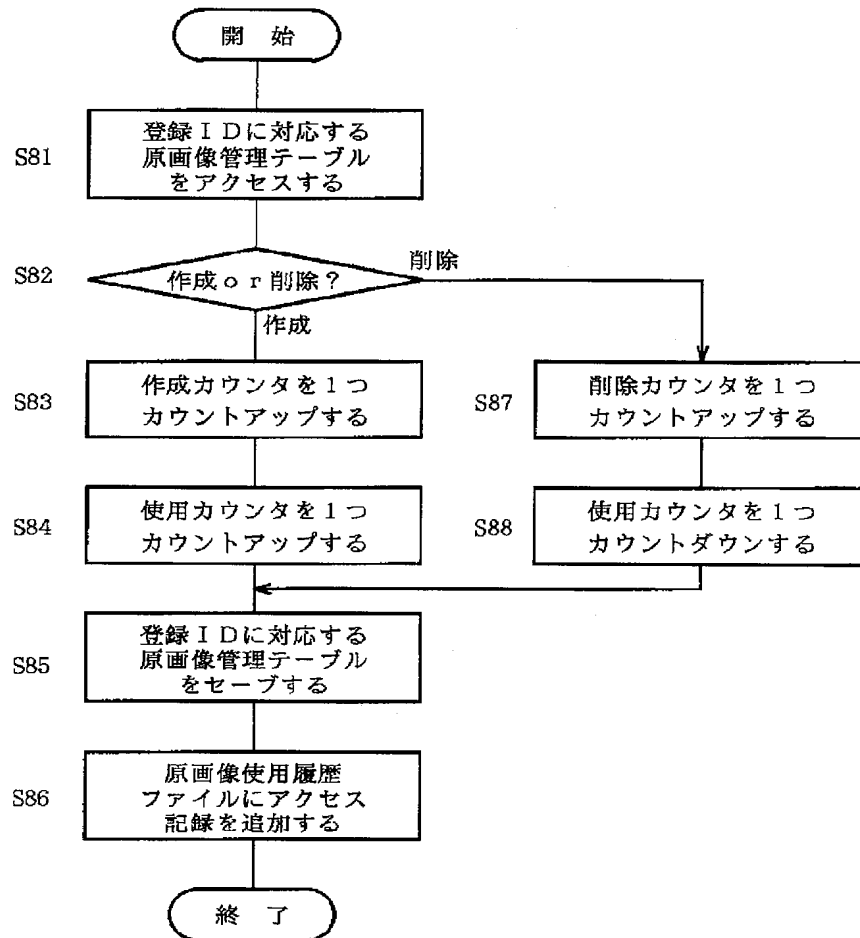 開 始
S81
登録IDに対応する
原画像管理テーブル
をアクセスする
S82
作成or削除?
削除
作成
S83
作成カウンタを1つ
カウントアップする
S87
削除カウンタを1つ
カウントアップする
S84
使用カウンタを1つ
カウントアップする
S88
使用カウンタを1つ
カウントダウンする
S85
登録IDに対応する
原画像管理テーブル
をセーブする
S86
原画像使用履歴
ファイルにアクセス
記録を追加する
終 了